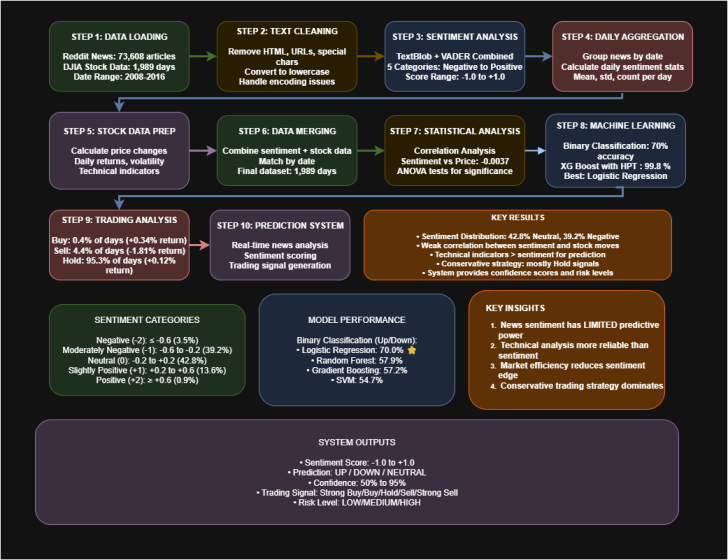 STEP 1: DATA LOADING
Reddit News: 73,608 articles
DJIA Stock Data: 1,989 days
Date Range: 2008-2016
STEP 2: TEXT CLEANING
Remove HTML, URLs, special
chars
Convert to lowercase
Handle encoding issues
STEP 3: SENTIMENT ANALYSIS
TextBlob + VADER Combined
5 Categories: Negative to Positive
Score Range: -1.0 to +1.0
STEP 4: DAILY AGGREGATION
Group news by date
Calculate daily sentiment stats
Mean, std, count per day
STEP 5: STOCK DATA PREP
Calculate price changes
Daily returns, volatility
Technical indicators
STEP 6: DATA MERGING
Combine sentiment + stock data
Match by date
Final dataset: 1,989 days
STEP 7: STATISTICAL ANALYSIS
Correlation Analysis
Sentiment vs Price: -0.0037
ANOVA tests for significance
STEP 8: MACHINE LEARNING
Binary Classification: 70%
accuracy
XG Boost with HPT : 99.8 %
Best: Logistic Regression
STEP 9: TRADING ANALYSIS
Buy: 0.4% of days (+0.34% return)
Sell: 4.4% of days (-1.81% return)
Hold: 95.3% of days (+0.12%
return)
STEP 10: PREDICTION SYSTEM
Real-time news analysis
Sentiment scoring
Trading signal generation
KEY RESULTS
• Sentiment Distribution: 42.8% Neutral, 39.2% Negative
• Weak correlation between sentiment and stock moves
• Technical indicators > sentiment for prediction
• Conservative strategy: mostly Hold signals
• System provides confidence scores and risk levels
SENTIMENT CATEGORIES
Negative (-2): ≤ -0.6 (3.5%)
Moderately Negative (-1): -0.6 to -0.2 (39.2%)
Neutral (0): -0.2 to +0.2 (42.8%)
Slightly Positive (+1): +0.2 to +0.6 (13.6%)
Positive (+2): ≥ +0.6 (0.9%)
MODEL PERFORMANCE
Binary Classification (Up/Down):
• Logistic Regression: 70.0% ⭐
• Random Forest: 57.9%
• Gradient Boosting: 57.2%
• SVM: 54.7%
KEY INSIGHTS
1. News sentiment has LIMITED predictive
power
2. Technical analysis more reliable than
sentiment
3. Market efficiency reduces sentiment
edge
4. Conservative trading strategy dominates
SYSTEM OUTPUTS
• Sentiment Score: -1.0 to +1.0
• Prediction: UP / DOWN / NEUTRAL
• Confidence: 50% to 95%
• Trading Signal: Strong Buy/Buy/Hold/Sell/Strong Sell
• Risk Level: LOW/MEDIUM/HIGH